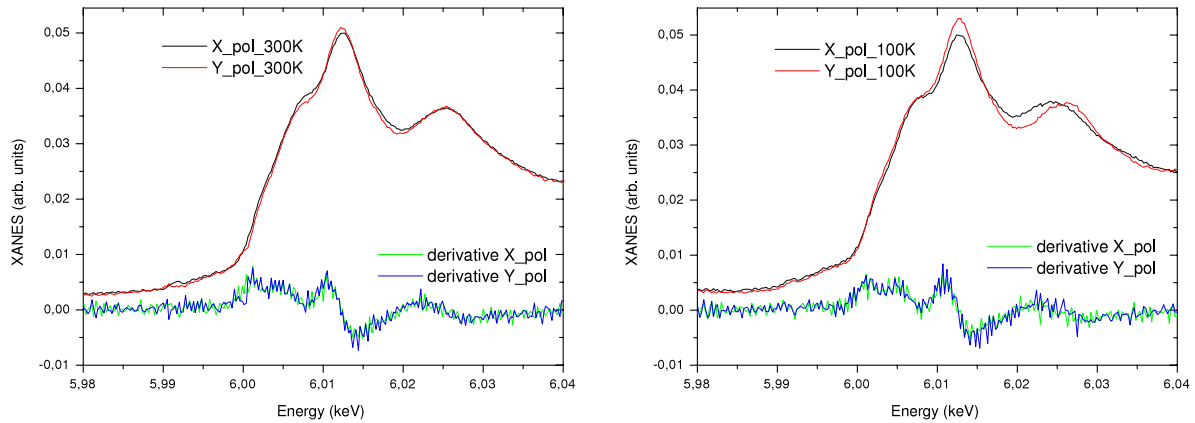 X_pol_300K
Y_pol_300K
derivative X_pol
derivative Y_pol
XANES (arb. units)
0,05
0,04
0,03
0,02
0,01
0,00
-0,01
5,98
5,99
6,00
6,01
6,02
6,03
6,04
Energy (keV)
X_pol_100K
Y_pol_100K
derivative X_pol
derivative Y_pol
XANES (arb. units)
0,05
0,04
0,03
0,02
0,01
0,00
-0,01
5,98
5,99
6,00
6,01
6,02
6,03
6,04
Energy (keV)